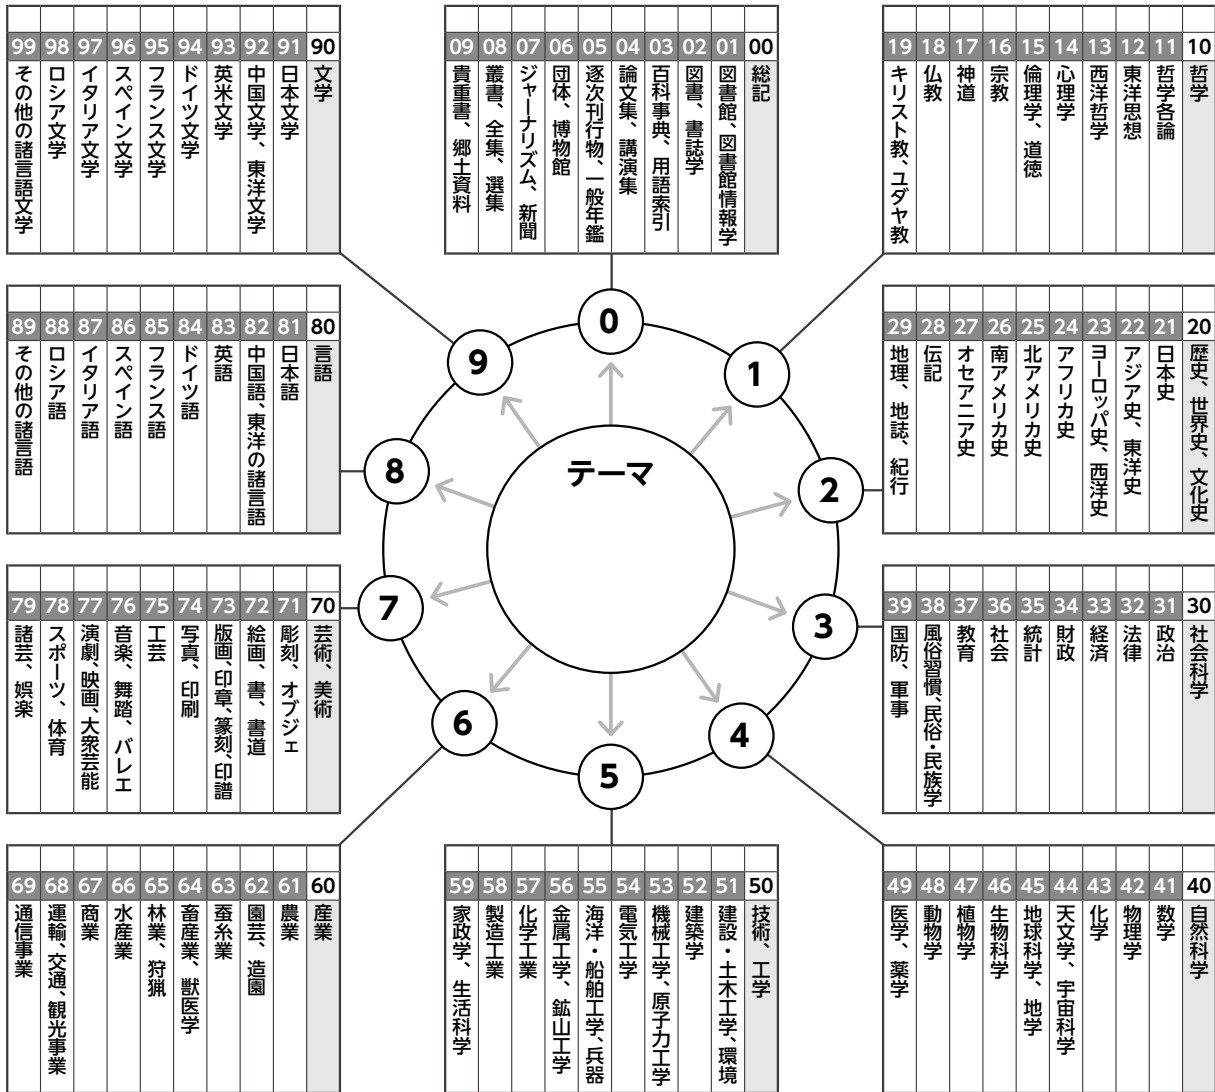 99 98 97 96 95 94 93 92 91 90
文学
日本文学
中国文学、東洋文学
英米文学
ドイツ文学
フランス文学
スペイン文学
イタリア文学
ロシア文学
その他の諸言語文学
09 08 07 06 05 04 03 02 01 00
総記
図書館、図書館情報学
図書、書誌学
百科事典、用語索引
論文集、講演集
逐次刊行物、一般年鑑
団体、博物館
ジャーナリズム、新聞
叢書、全集、選集
貴重書、郷土資料
19 18 17 16 15 14 13 12 11 10
哲学
哲学各論
東洋思想
西洋哲学
心理学
倫理学、道徳
宗教
神道
仏教
キリスト教、ユダヤ教
89 88 87 86 85 84 83 82 81 80
言語
日本語
中国語、東洋の諸言語
英語
ドイツ語
フランス語
スペイン語
イタリア語
ロシア語
その他の諸言語
29 28 27 26 25 24 23 22 21 20
歴史、世界史、文化史
日本史
アジア史、東洋史
ヨーロッパ史、西洋史
アフリカ史
北アメリカ史
南アメリカ史
オセアニア史
伝記
地理、地誌、紀行
テーマ
0
1
2
3
4
5
6
7
8
9
79 78 77 76 75 74 73 72 71 70
芸術、美術
彫刻、オブジェ
絵画、書、書道
版画、印章、篆刻、印譜
写真、印刷
工芸
音楽、舞踏、バレエ
演劇、映画、大衆芸能
スポーツ、体育
諸芸、娯楽
39 38 37 36 35 34 33 32 31 30
社会科学
政治
法律
経済
財政
統計
社会
教育
風俗習慣、民俗・民族学
国防、軍事
69 68 67 66 65 64 63 62 61 60
産業
農業
園芸、造園
蚕糸業
畜産業、獣医学
林業、狩猟
水産業
商業
運輸、交通、観光事業
通信事業
59 58 57 56 55 54 53 52 51 50
技術、工学
建設・土木工学、環境
建築学
機械工学、原子力工学
電気工学
海洋・船舶工学、兵器
金属工学、鉱山工学
化学工業
製造工業
家政学、生活科学
49 48 47 46 45 44 43 42 41 40
自然科学
数学
物理学
化学
天文学、宇宙科学
地球科学、地学
生物科学
植物学
動物学
医学、薬学